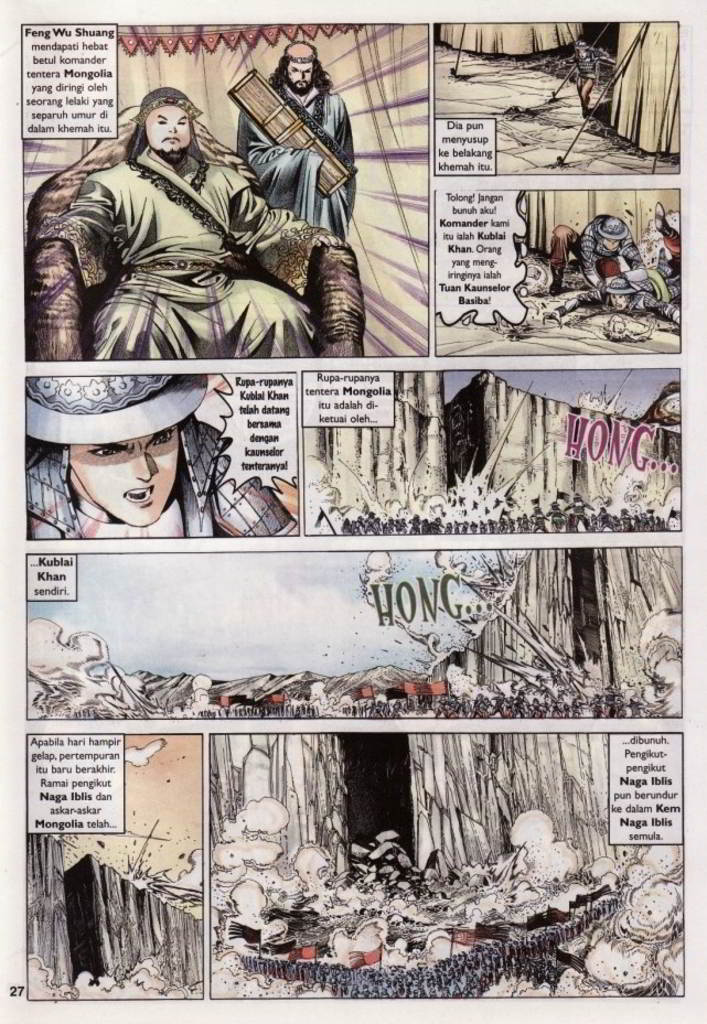 Feng Wu Shuang
mendapati hebat
betul komander
tentera Mongolia
yang diringi oleh
seorang lelaki yang
separuh umur di
dalam khemah itu.
Dia pun
menyusup
ke belakang
khemah itu.
Tolong! Jangan
bunuh aku!
Komander kami
itu ialah Kublai
Khan. Orang
yang meng-
iringinya ialah
Tuan Kaunselor
Basiba!
Rupa-rupanya
Kublai Khan
telah datang
bersama
dengan
kaunselor
tenteranya!
Rupa-rupanya
tentera Mongolia
itu adalah di-
ketuai oleh...
HONG...
...Kublai
Khan
sendiri.
HONG...
Apabila hari hampir
gelap, pertempuran
itu baru berakhir.
Ramai pengikut
Naga Iblis dan
askar-askar
Mongolia telah...
...dibunuh.
Pengikut-
pengikut
Naga Iblis
pun berundur
ke dalam Kem
Naga Iblis
semula.
27